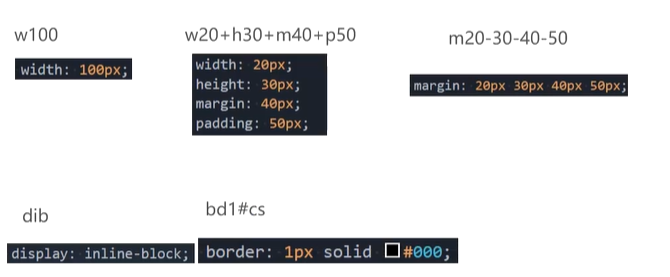 w100
width: 100px;
w20+h30+m40+p50
width: 20px;
height: 30px;
margin: 40px;
padding: 50px;
m20-30-40-50
margin: 20px 30px 40px 50px;
dib
display: inline-block;
bd1#cs
border: 1px solid #000;